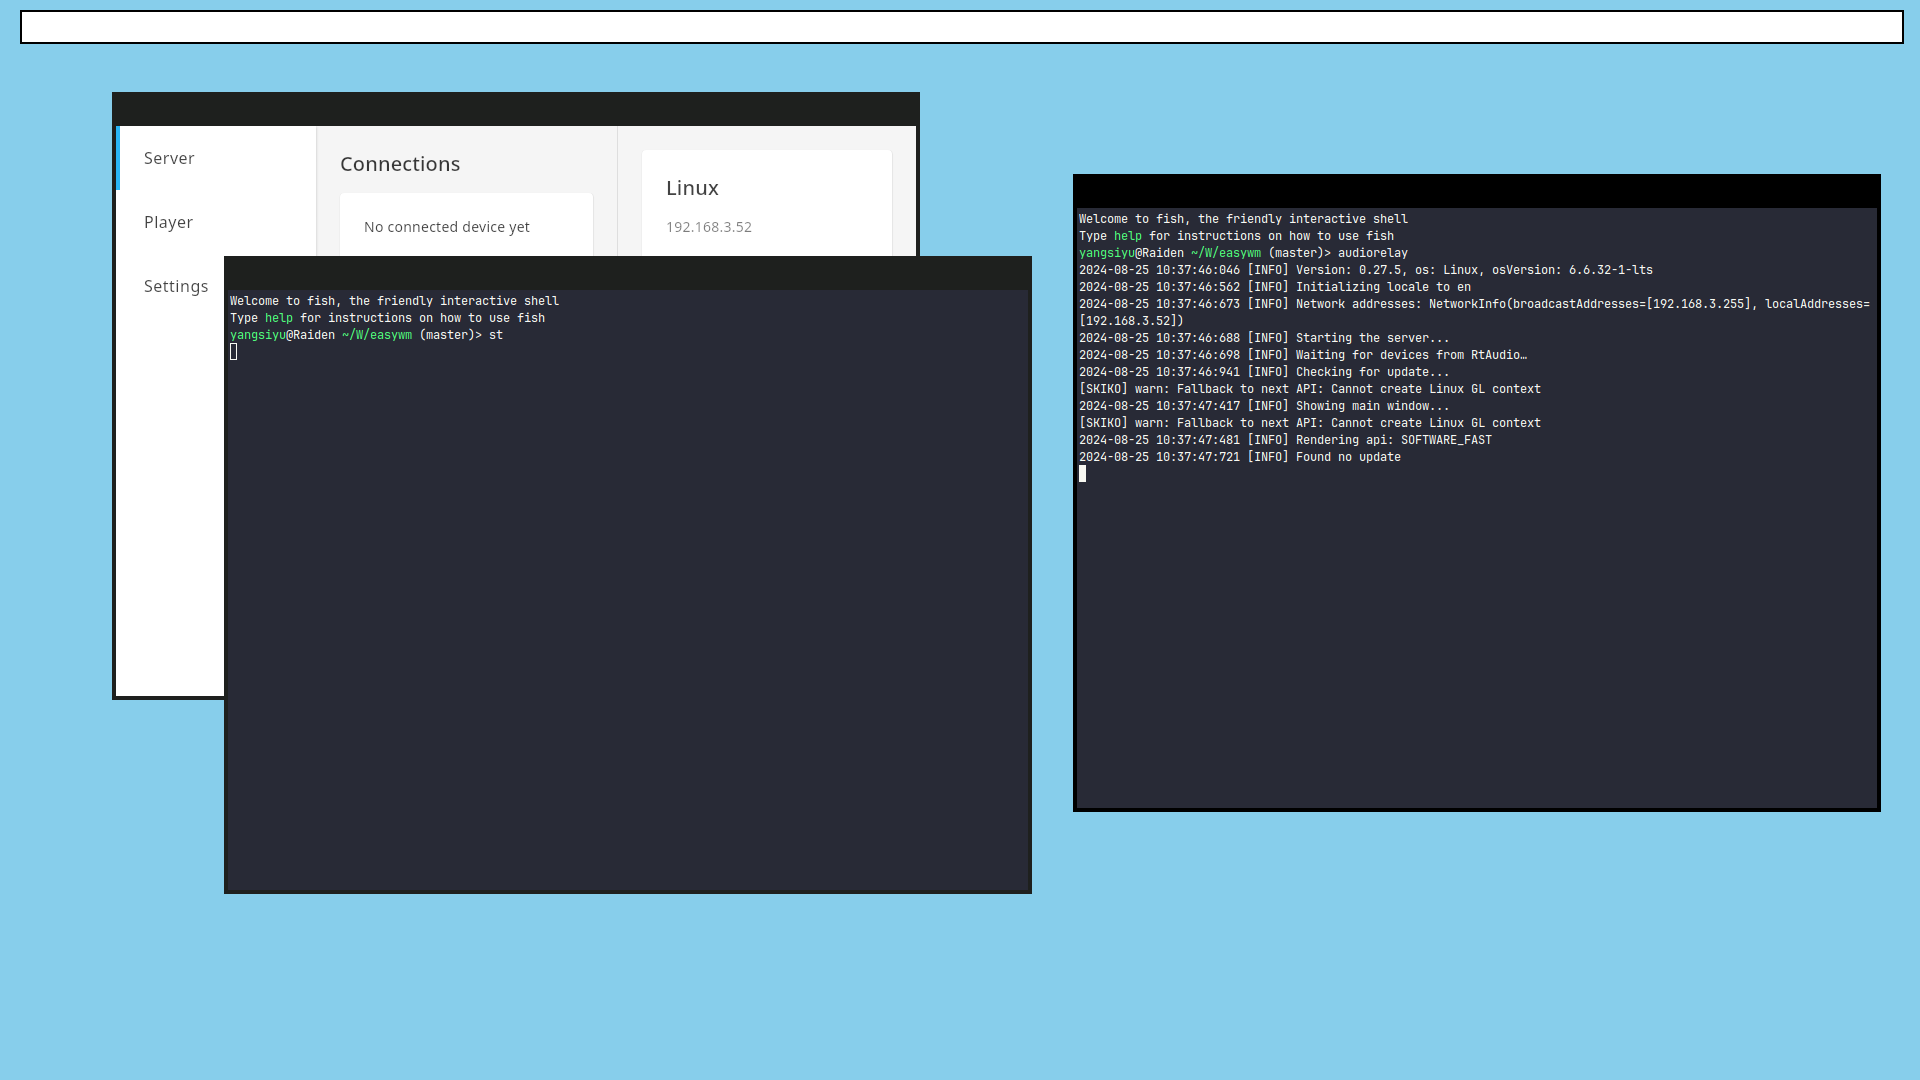 Server
Player
Settings
Connections
No connected device yet
Linux
192.168.3.52
Welcome to fish, the friendly interactive shell
Type help for instructions on how to use fish
yangsiyu@Raiden ~/W/easywm (master)> st
Welcome to fish, the friendly interactive shell
Type help for instructions on how to use fish
yangsiyu@Raiden ~/W/easywm (master)> audiorelay
2024-08-25 10:37:46:046 [INFO] Version: 0.27.5, os: Linux, osVersion: 6.6.32-1-lts
2024-08-25 10:37:46:562 [INFO] Initializing locale to en
2024-08-25 10:37:46:673 [INFO] Network addresses: NetworkInfo(broadcastAddresses=[192.168.3.255], localAddresses=
[192.168.3.52])
2024-08-25 10:37:46:688 [INFO] Starting the server...
2024-08-25 10:37:46:698 [INFO] Waiting for devices from RtAudio…
2024-08-25 10:37:46:941 [INFO] Checking for update...
[SKIKO] warn: Fallback to next API: Cannot create Linux GL context
2024-08-25 10:37:47:417 [INFO] Showing main window...
[SKIKO] warn: Fallback to next API: Cannot create Linux GL context
2024-08-25 10:37:47:481 [INFO] Rendering api: SOFTWARE_FAST
2024-08-25 10:37:47:721 [INFO] Found no update